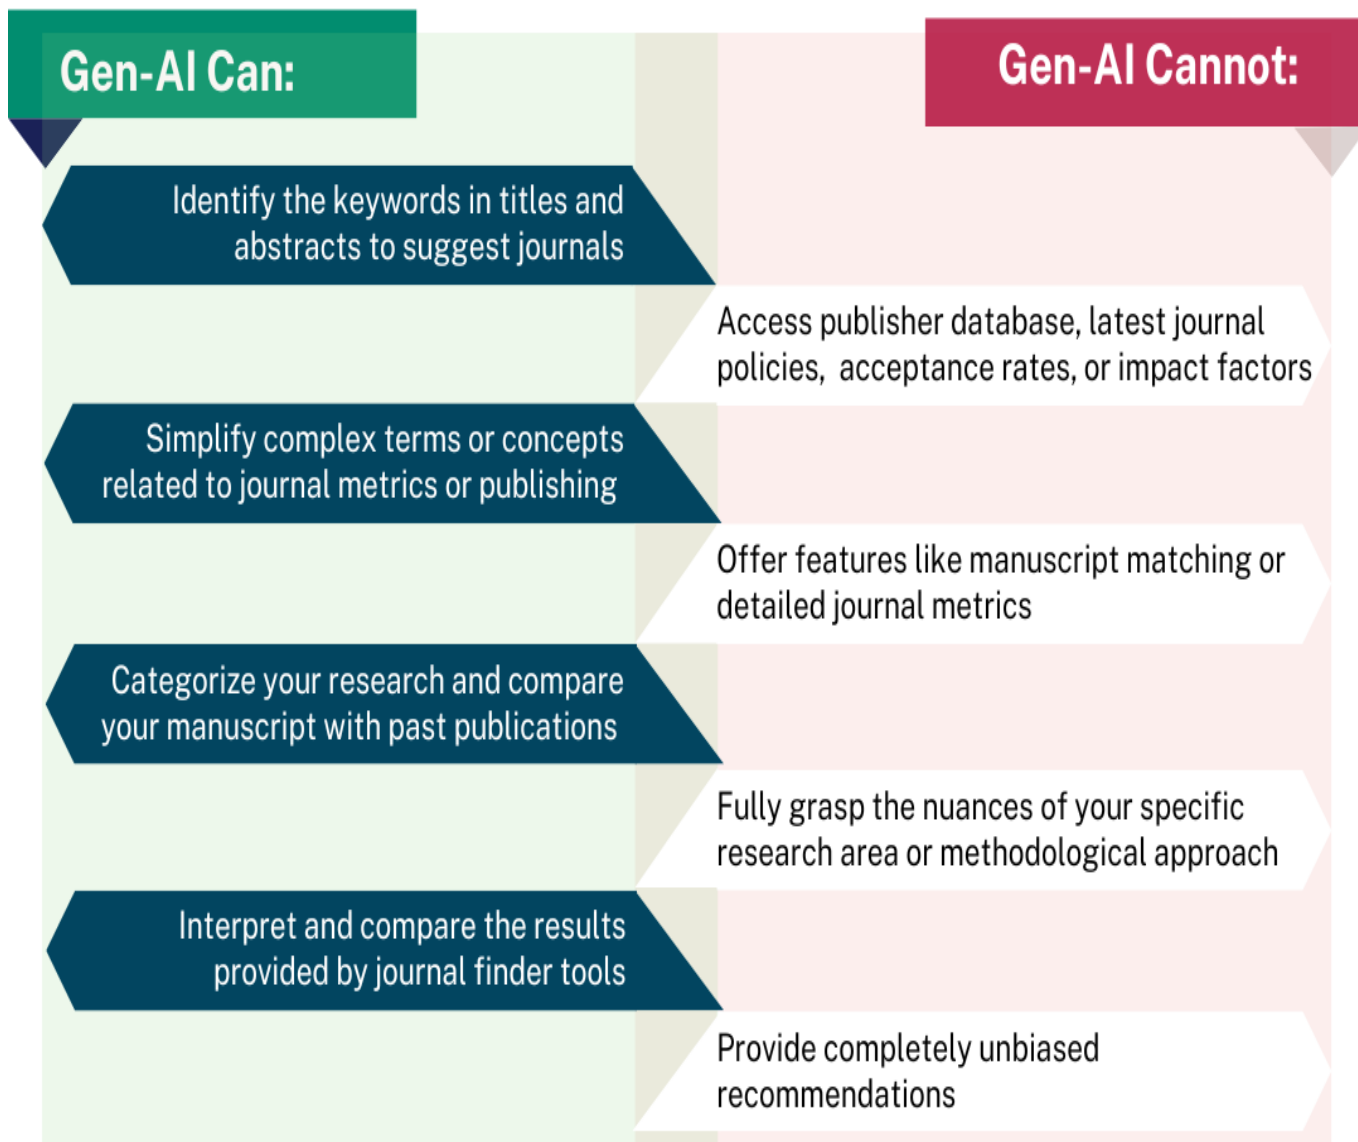 Gen-AI Can:
Gen-AI Cannot:
Identify the keywords in titles and
abstracts to suggest journals
Access publisher database, latest journal
policies,  acceptance rates, or impact factors
Simplify complex terms or concepts
related to journal metrics or publishing
Offer features like manuscript matching or
detailed journal metrics
Categorize your research and compare
your manuscript with past publications
Fully grasp the nuances of your specific
research area or methodological approach
Interpret and compare the results
provided by journal finder tools
Provide completely unbiased
recommendations